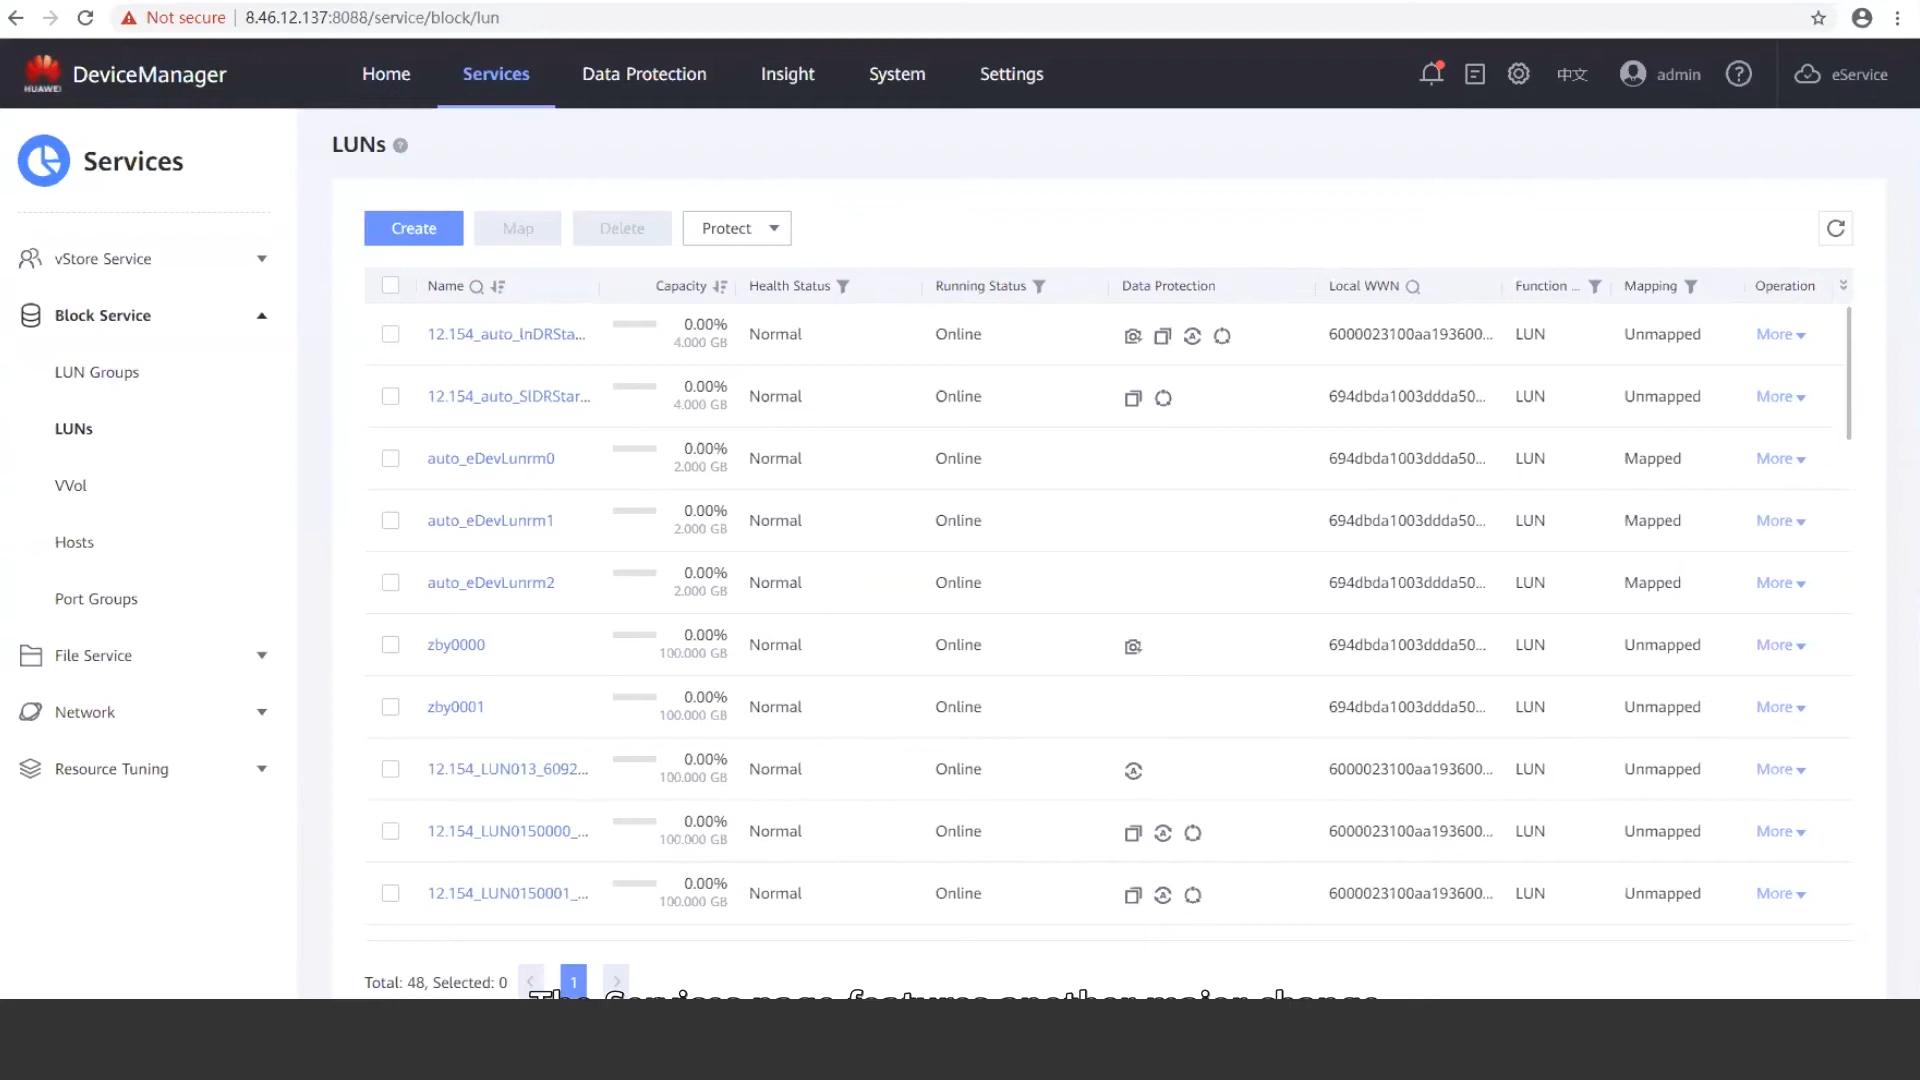 Not secure 8.46.12.137:8088/service/block/lun
HUAWEI DeviceManager Home Services Data Protection Insight System Settings 中文 admin eService
Services
vStore Service
Block Service
LUN Groups
LUNs
VVol
Hosts
Port Groups
File Service
Network
Resource Tuning
LUNs
Create Map Delete Protect
Name Capacity Health Status Running Status Data Protection Local WWN Function ... Mapping Operation
12.154_auto_lnDRSta... 0.00% 4.000 GB Normal Online 6000023100aa193600... LUN Unmapped More
12.154_auto_SlDRStar... 0.00% 4.000 GB Normal Online 694dbda1003ddda50... LUN Unmapped More
auto_eDevLunrm0 0.00% 2.000 GB Normal Online 694dbda1003ddda50... LUN Mapped More
auto_eDevLunrm1 0.00% 2.000 GB Normal Online 694dbda1003ddda50... LUN Mapped More
auto_eDevLunrm2 0.00% 2.000 GB Normal Online 694dbda1003ddda50... LUN Mapped More
zby0000 0.00% 100.000 GB Normal Online 694dbda1003ddda50... LUN Unmapped More
zby0001 0.00% 100.000 GB Normal Online 694dbda1003ddda50... LUN Unmapped More
12.154_LUN013_6092... 0.00% 100.000 GB Normal Online 6000023100aa193600... LUN Unmapped More
12.154_LUN0150000_... 0.00% 100.000 GB Normal Online 6000023100aa193600... LUN Unmapped More
12.154_LUN0150001_... 0.00% 100.000 GB Normal Online 6000023100aa193600... LUN Unmapped More
Total: 48, Selected: 0 < 1 >
The Services page features another major change